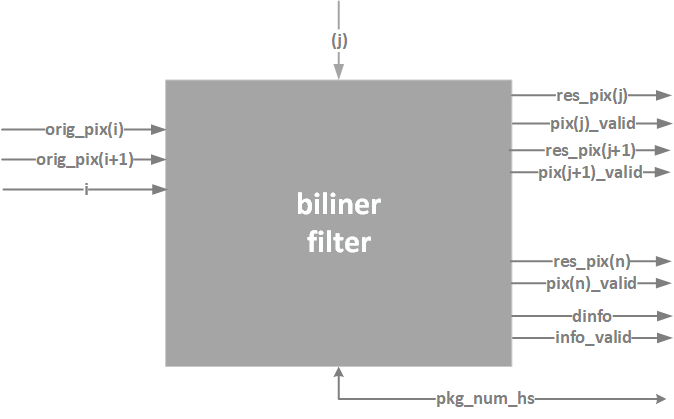 (j)
orig_pix(i)
orig_pix(i+1)
i
biliner
filter
res_pix(j)
pix(j)_valid
res_pix(j+1)
pix(j+1)_valid
res_pix(n)
pix(n)_valid
dinfo
info_valid
pkg_num_hs